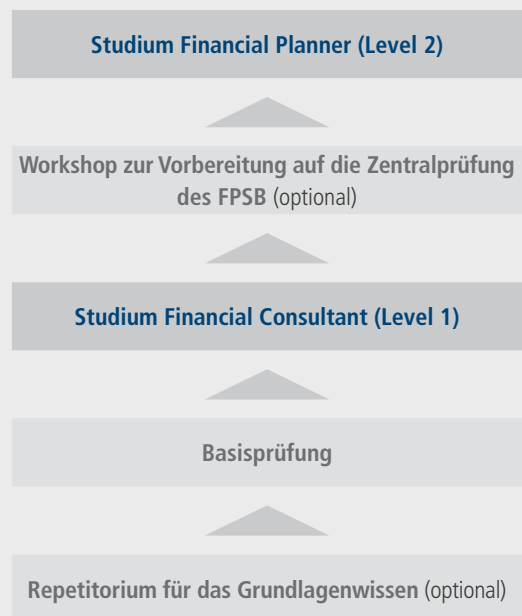 Studium Financial Planner (Level 2)
Workshop zur Vorbereitung auf die Zentralprüfung
des FPSB (optional)
Studium Financial Consultant (Level 1)
Basisprüfung
Repetitorium für das Grundlagenwissen (optional)